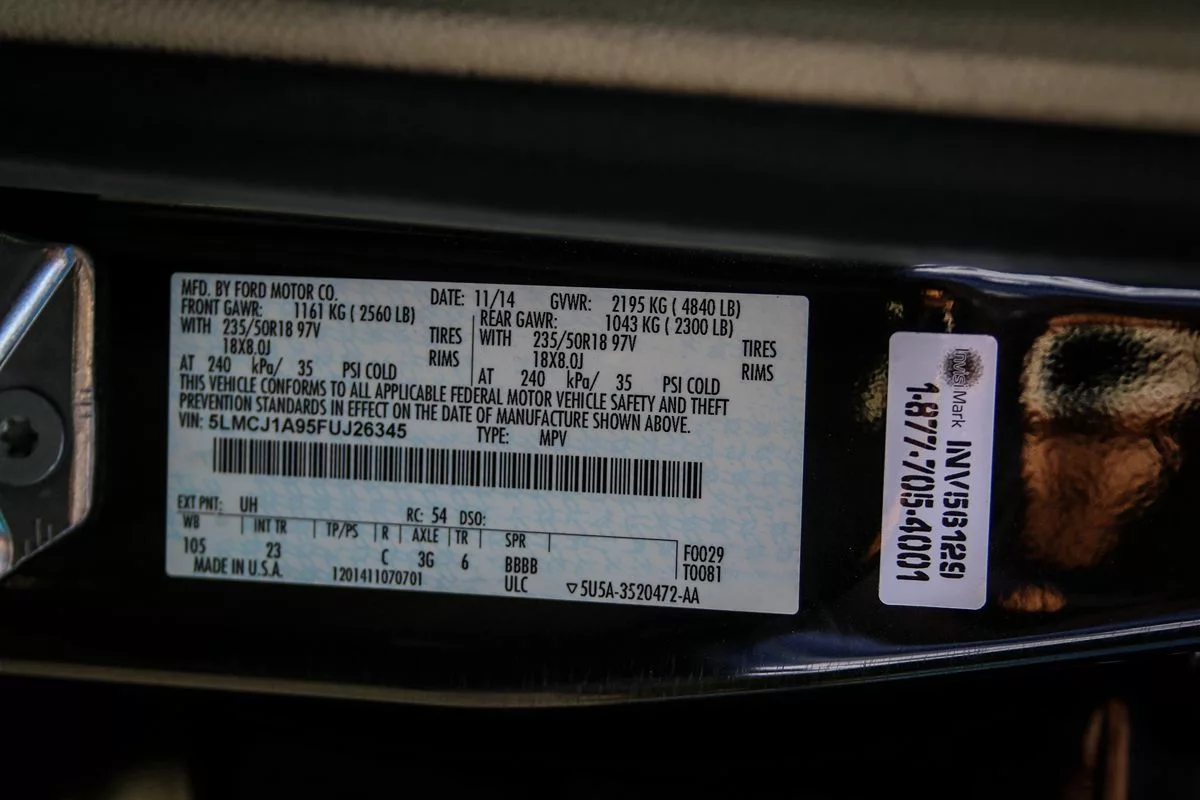 MFD. BY FORD MOTOR CO. DATE: 11/14 GVWR: 2195 KG ( 4840 LB)
FRONT GAWR: 1161 KG ( 2560 LB) REAR GAWR: 1043 KG ( 2300 LB)
WITH 235/50R18 97V TIRES WITH 235/50R18 97V TIRES
18X8.0J RIMS 18X8.0J RIMS
AT 240 kPa/ 35 PSI COLD AT 240 kPa/ 35 PSI COLD
THIS VEHICLE CONFORMS TO ALL APPLICABLE FEDERAL MOTOR VEHICLE SAFETY AND THEFT
PREVENTION STANDARDS IN EFFECT ON THE DATE OF MANUFACTURE SHOWN ABOVE.
VIN: 5LMCJ1A95FUJ26345 TYPE: MPV
EXT PNT: UH RC: 54 DSO:
WB INT TR TP/PS R AXLE TR SPR
105 23 C 3G 6 BBBB F0029
MADE IN U.S.A. 1201411070701 ULC T0081
▽5U5A-3520472-AA
InMSiMark INV56129
1-877-705-4001